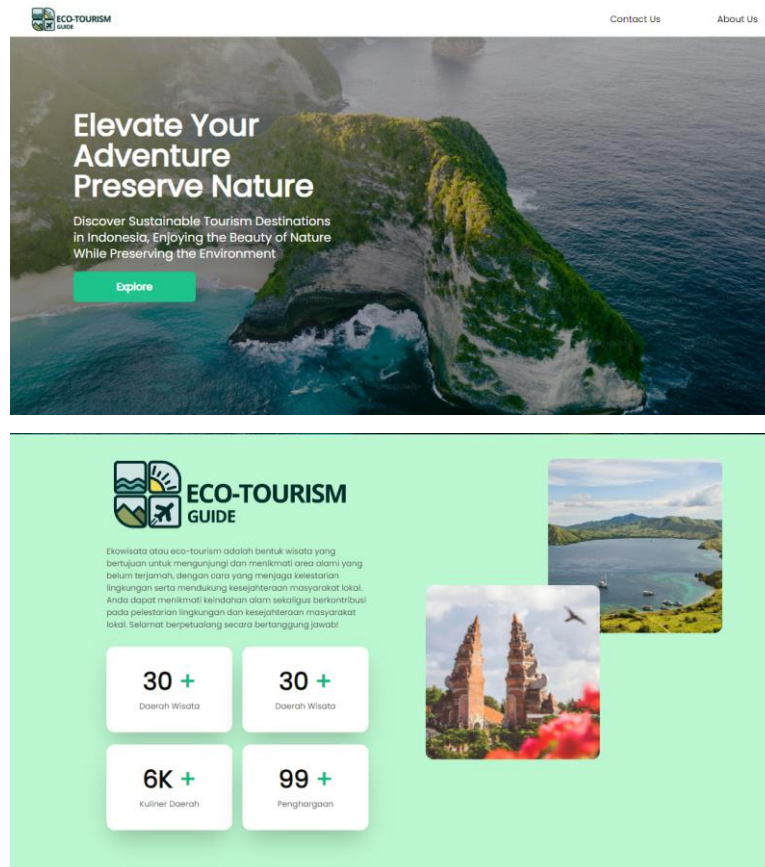 ECO-TOURISM
GUIDE
Contact Us
About Us
Elevate Your
Adventure
Preserve Nature
Discover Sustainable Tourism Destinations
in Indonesia, Enjoying the Beauty of Nature
While Preserving the Environment
Explore
ECO-TOURISM
GUIDE
Ekowisata atau eco-tourism adalah bentuk wisata yang
bertujuan untuk mengunjungi dan menikmati area alami yang
belum terjamah, dengan cara yang menjaga kelestarian
lingkungan serta mendukung kesejahteraan masyarakat lokal.
Anda dapat menikmati keindahan alam sekaligus berkontribusi
pada pelestarian lingkungan dan kesejahteraan masyarakat
lokal. Selamat berpetualang secara bertanggung jawab!
30 +
Daerah Wisata
30 +
Daerah Wisata
6K +
Kuliner Daerah
99 +
Penghargaan